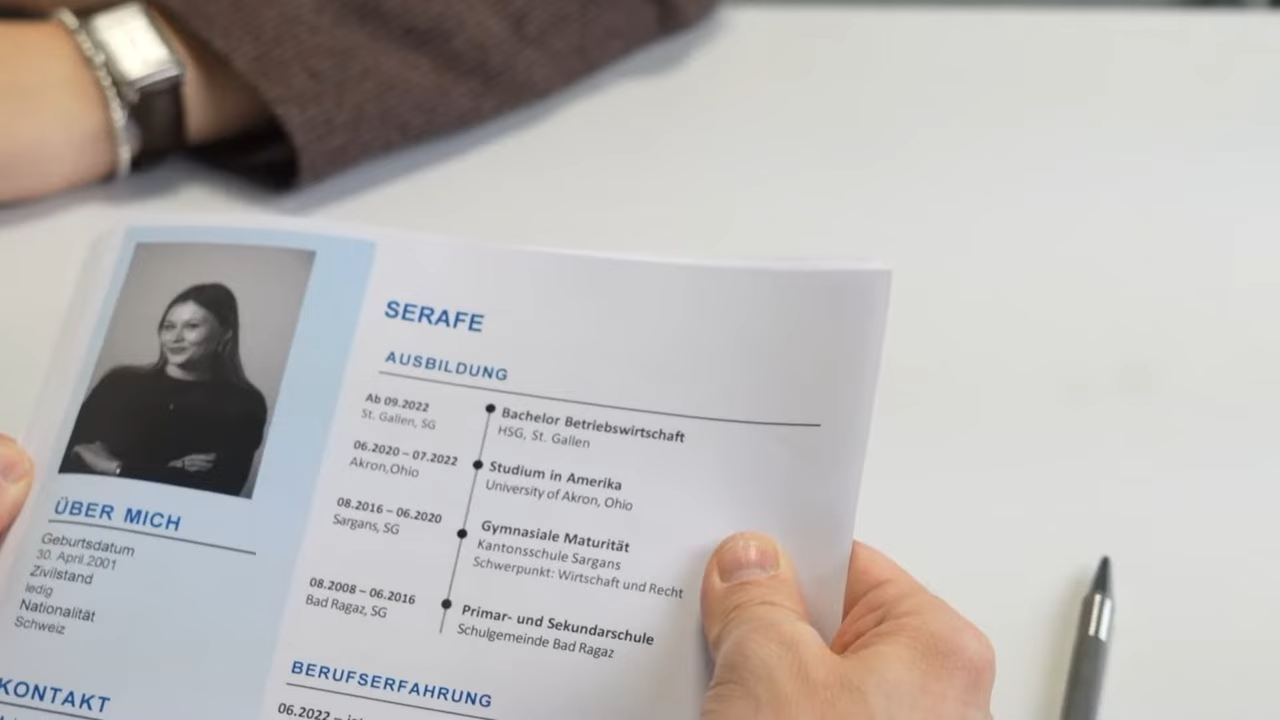 SERAFE
AUSBILDUNG
Ab 09.2022
St. Gallen, SG
Bachelor Betriebswirtschaft
HSG, St. Gallen
06.2020 – 07.2022
Akron,Ohio
Studium in Amerika
University of Akron, Ohio
08.2016 – 06.2020
Sargans, SG
Gymnasiale Maturität
Kantonsschule Sargans
Schwerpunkt: Wirtschaft und Recht
08.2008 – 06.2016
Bad Ragaz, SG
Primar- und Sekundarschule
Schulgemeinde Bad Ragaz
BERUFSERFAHRUNG
06.2022 –
ÜBER MICH
Geburtsdatum
30. April.2001
Zivilstand
ledig
Nationalität
Schweiz
KONTAKT